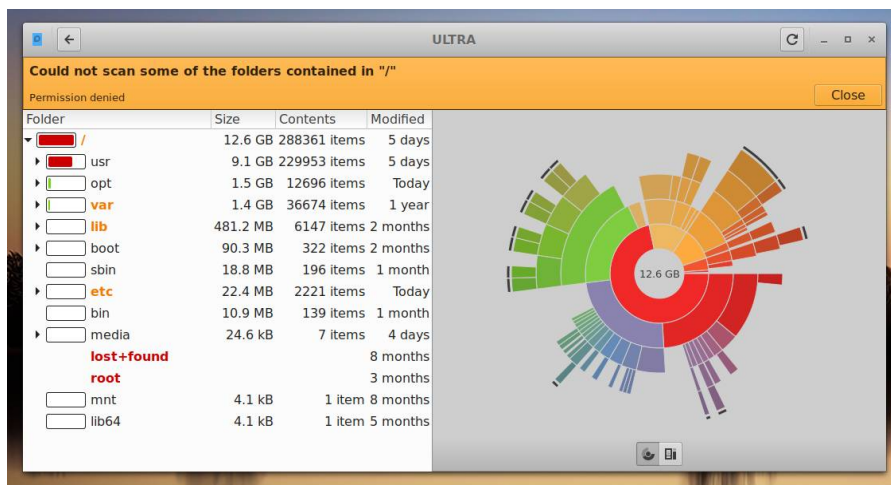 ULTRA
Could not scan some of the folders contained in "/"
Permission denied
Close
Folder Size Contents Modified
/ 12.6 GB 288361 items 5 days
usr 9.1 GB 229953 items 5 days
opt 1.5 GB 12696 items Today
var 1.4 GB 36674 items 1 year
lib 481.2 MB 6147 items 2 months
boot 90.3 MB 322 items 2 months
sbin 18.8 MB 196 items 1 month
etc 22.4 MB 2221 items Today
bin 10.9 MB 139 items 1 month
media 24.6 kB 7 items 4 days
lost+found 8 months
root 3 months
mnt 4.1 kB 1 item 8 months
lib64 4.1 kB 1 item 5 months
12.6 GB